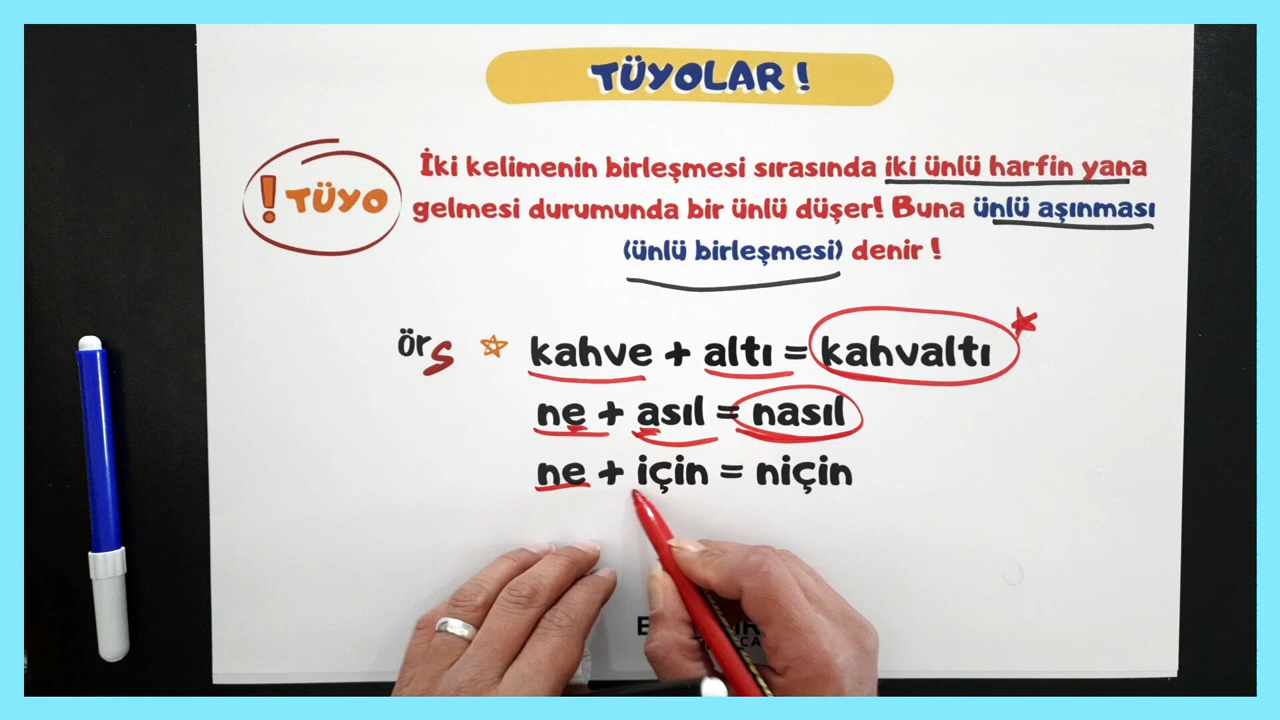 TÜYOLAR !
! TÜYO
İki kelimenin birleşmesi sırasında iki ünlü harfin yana
gelmesi durumunda bir ünlü düşer! Buna ünlü aşınması
(ünlü birleşmesi) denir !
örs kahve + altı = kahvaltı
ne + asıl = nasıl
ne + için = niçin